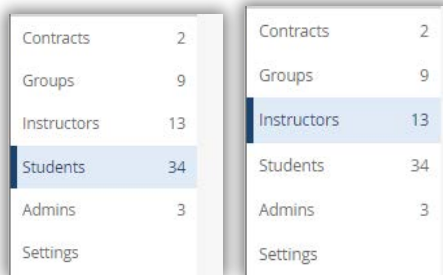 Contracts 2
Groups 9
Instructors 13
Students 34
Admins 3
Settings
Contracts 2
Groups 9
Instructors 13
Students 34
Admins 3
Settings